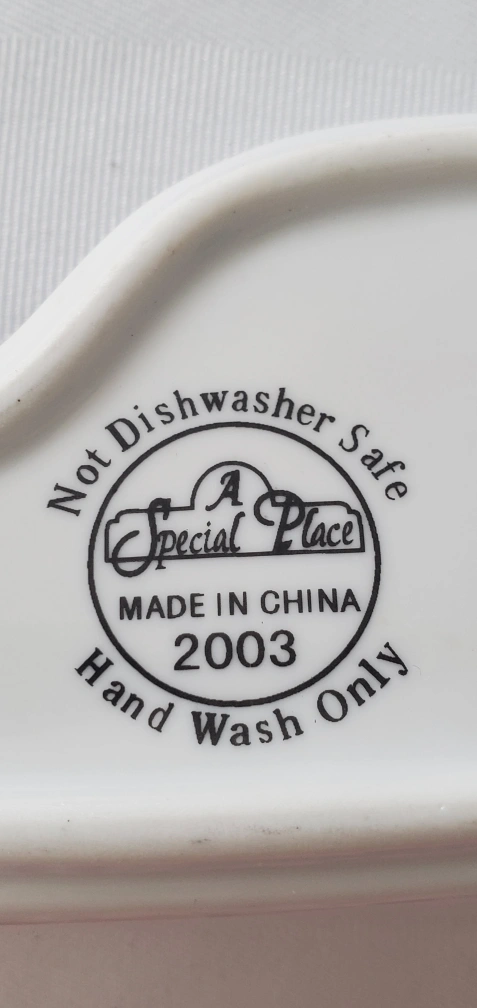 Not Dishwasher Safe
A
Special Place
MADE IN CHINA
2003
Hand Wash Only